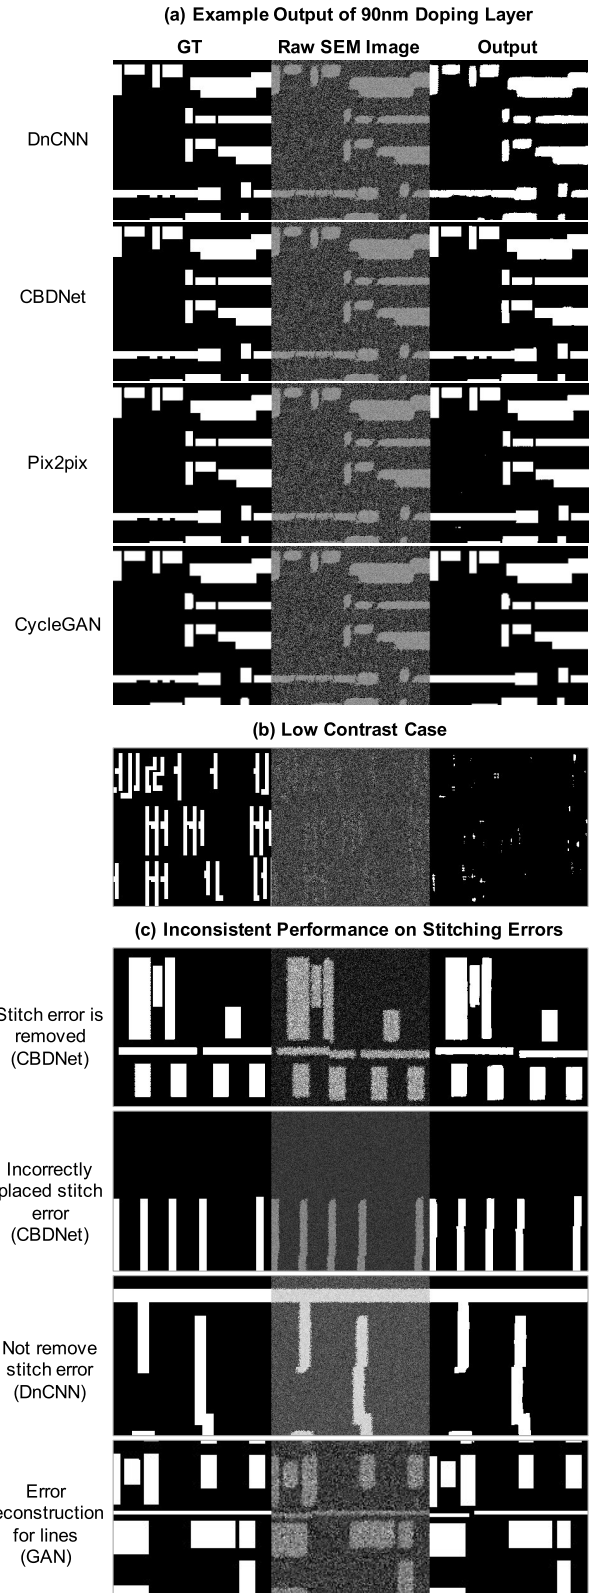 (a) Example Output of 90nm Doping Layer
GT Raw SEM Image Output
DnCNN
CBDNet
Pix2pix
CycleGAN
(b) Low Contrast Case
(c) Inconsistent Performance on Stitching Errors
Stitch error is
removed
(CBDNet)
Incorrectly
placed stitch
error
(CBDNet)
Not remove
stitch error
(DnCNN)
Error
econstruction
for lines
(GAN)